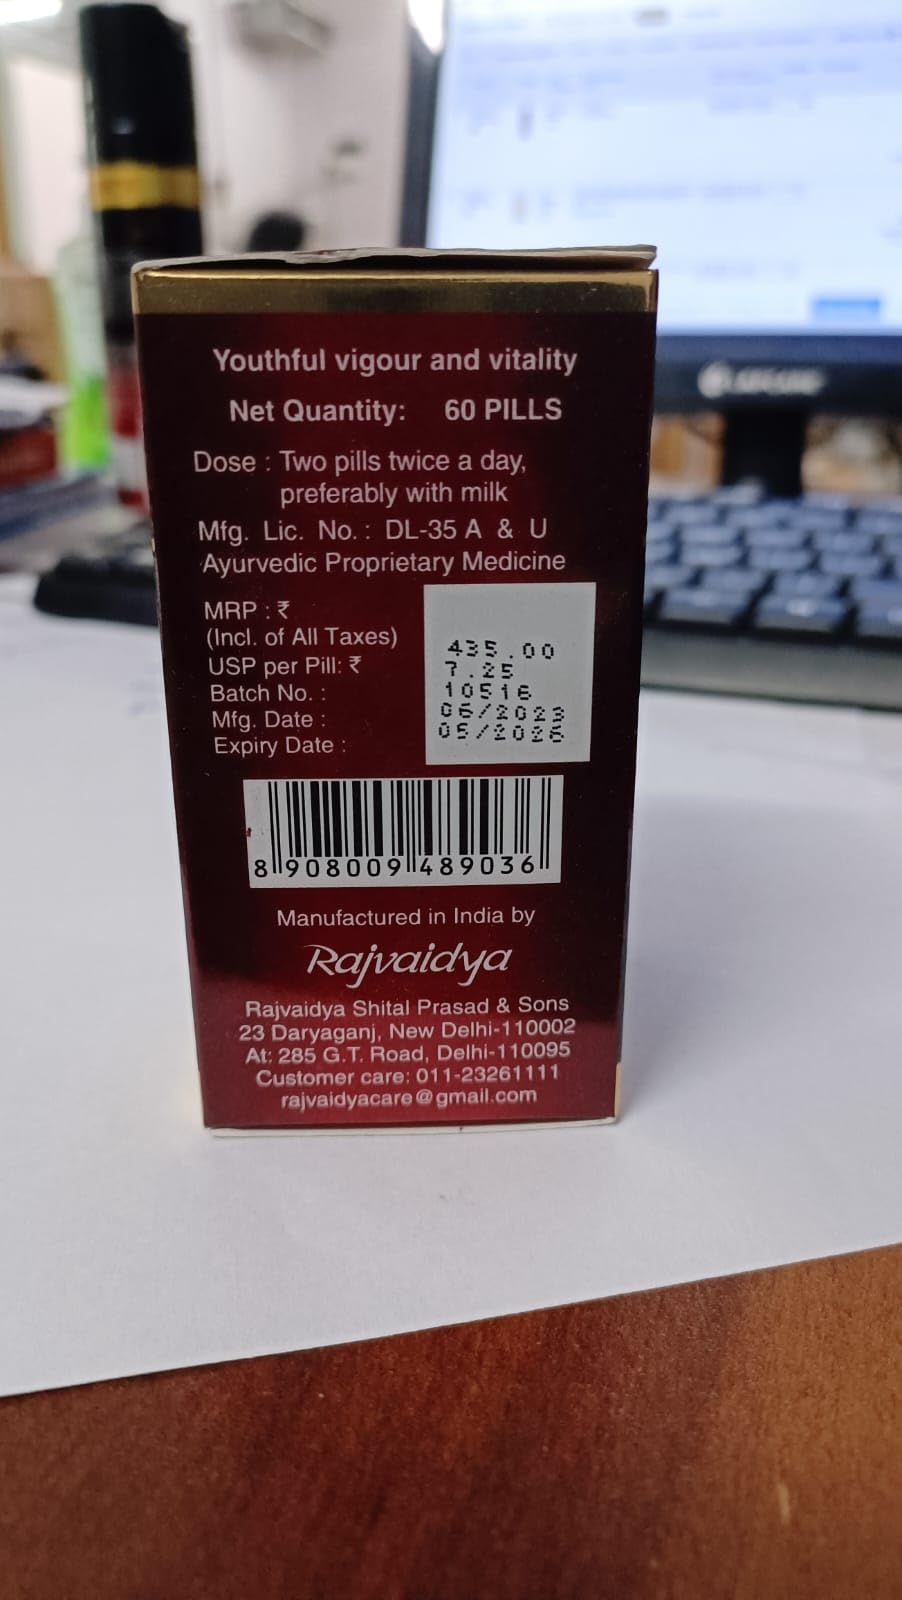 Youthful vigour and vitality
Net Quantity: 60 PILLS
Dose : Two pills twice a day,
preferably with milk
Mfg. Lic. No. : DL-35 A & U
Ayurvedic Proprietary Medicine
MRP : ₹ 435.00
(Incl. of All Taxes)
USP per Pill: ₹ 7.25
Batch No. : 10516
Mfg. Date : 06/2023
Expiry Date : 05/2026
8 908009 489036
Manufactured in India by
Rajvaidya
Rajvaidya Shital Prasad & Sons
23 Daryaganj, New Delhi-110002
At: 285 G.T. Road, Delhi-110095
Customer care: 011-23261111
rajvaidyacare@gmail.com